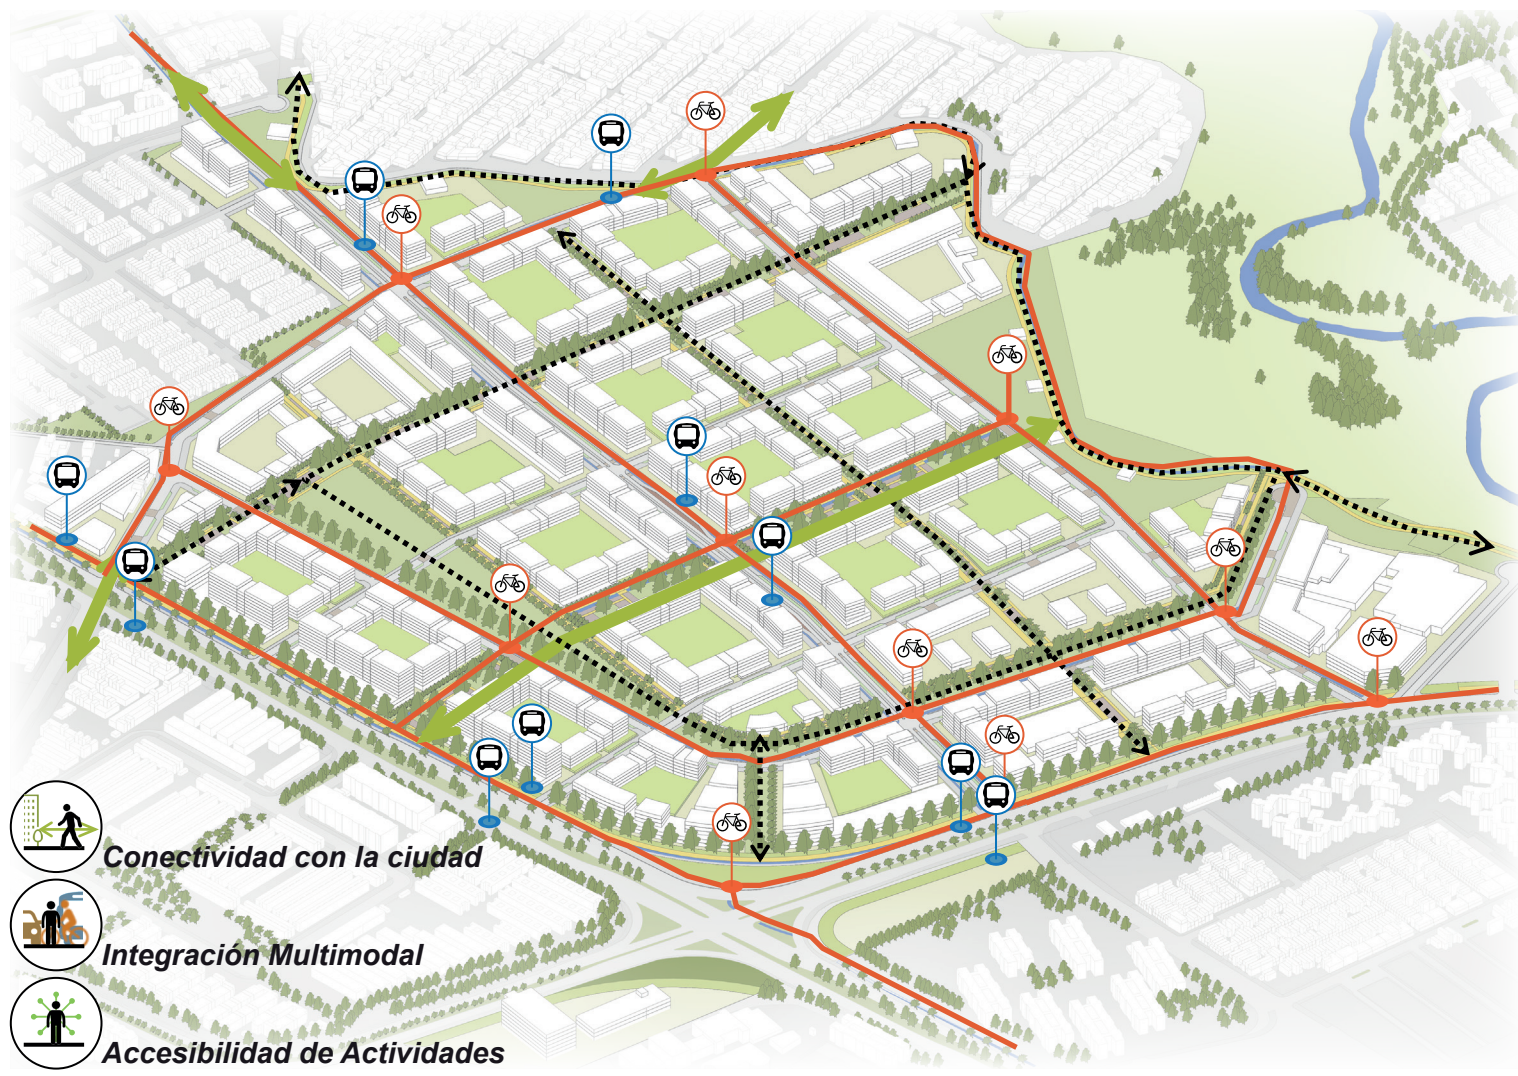 Conectividad con la ciudad
Integración Multimodal
Accesibilidad de Actividades